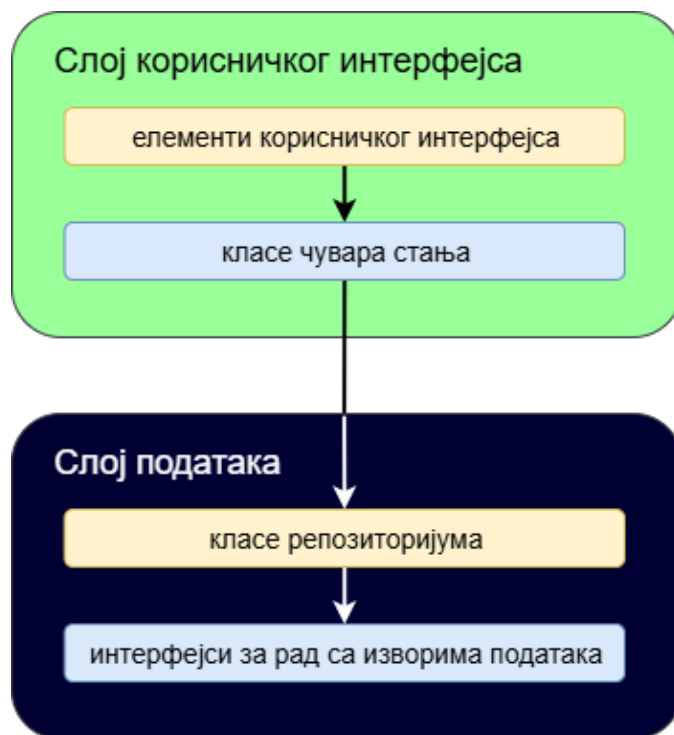 Слој корисничког интерфејса
елементи корисничког интерфејса
класе чувара стања
Слој података
класе репозиторијума
интерфејси за рад са изворима података